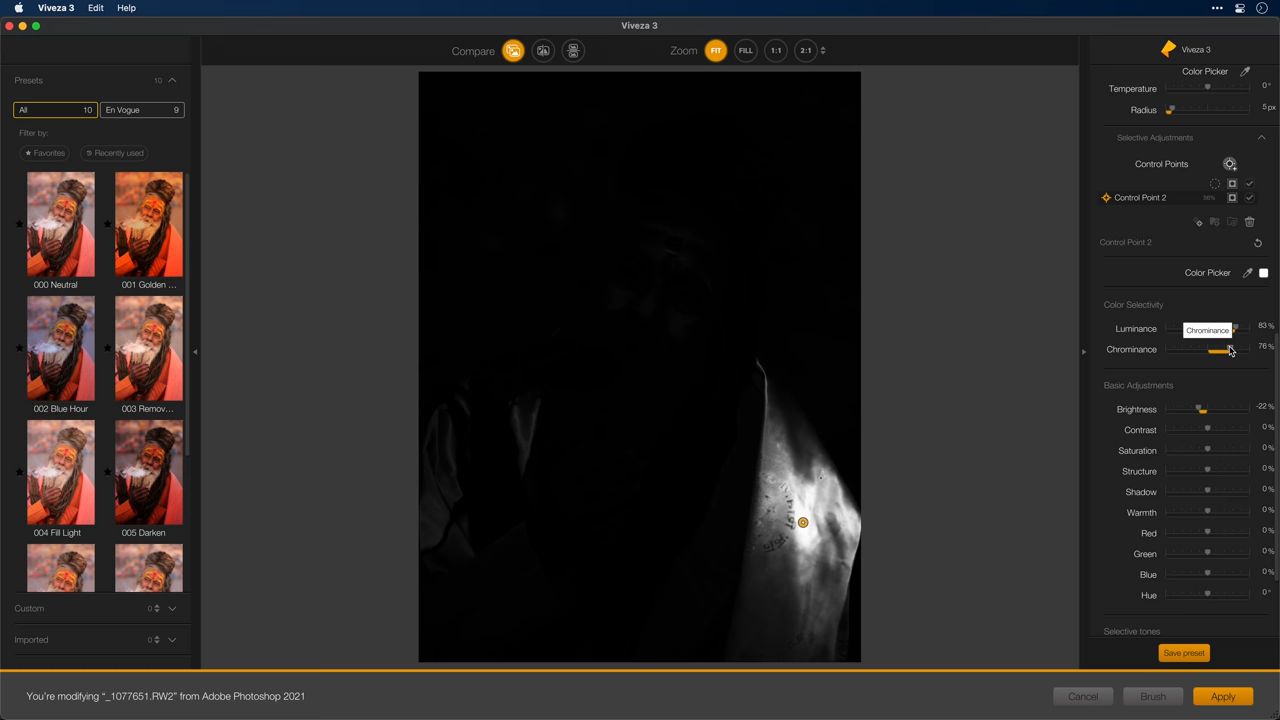 Viveza 3 Edit Help
Viveza 3
Compare Zoom FIT FILL 1:1 2:1 Viveza 3
Presets 10
All 10 En Vogue 9
Filter by:
Favorites Recently used
000 Neutral 001 Golden ...
002 Blue Hour 003 Remov...
004 Fill Light 005 Darken
Custom 0
Imported 0
Color Picker
Temperature 0°
Radius 5 px
Selective Adjustments
Control Points
Control Point 2 56%
Control Point 2
Color Picker
Color Selectivity
Luminance 83 %
Chrominance
Chrominance 76 %
Basic Adjustments
Brightness -22 %
Contrast 0 %
Saturation 0 %
Structure 0 %
Shadow 0 %
Warmth 0 %
Red 0 %
Green 0 %
Blue 0 %
Hue 0 °
Selective tones
Save preset
You're modifying “_1077651.RW2” from Adobe Photoshop 2021
Cancel Brush Apply